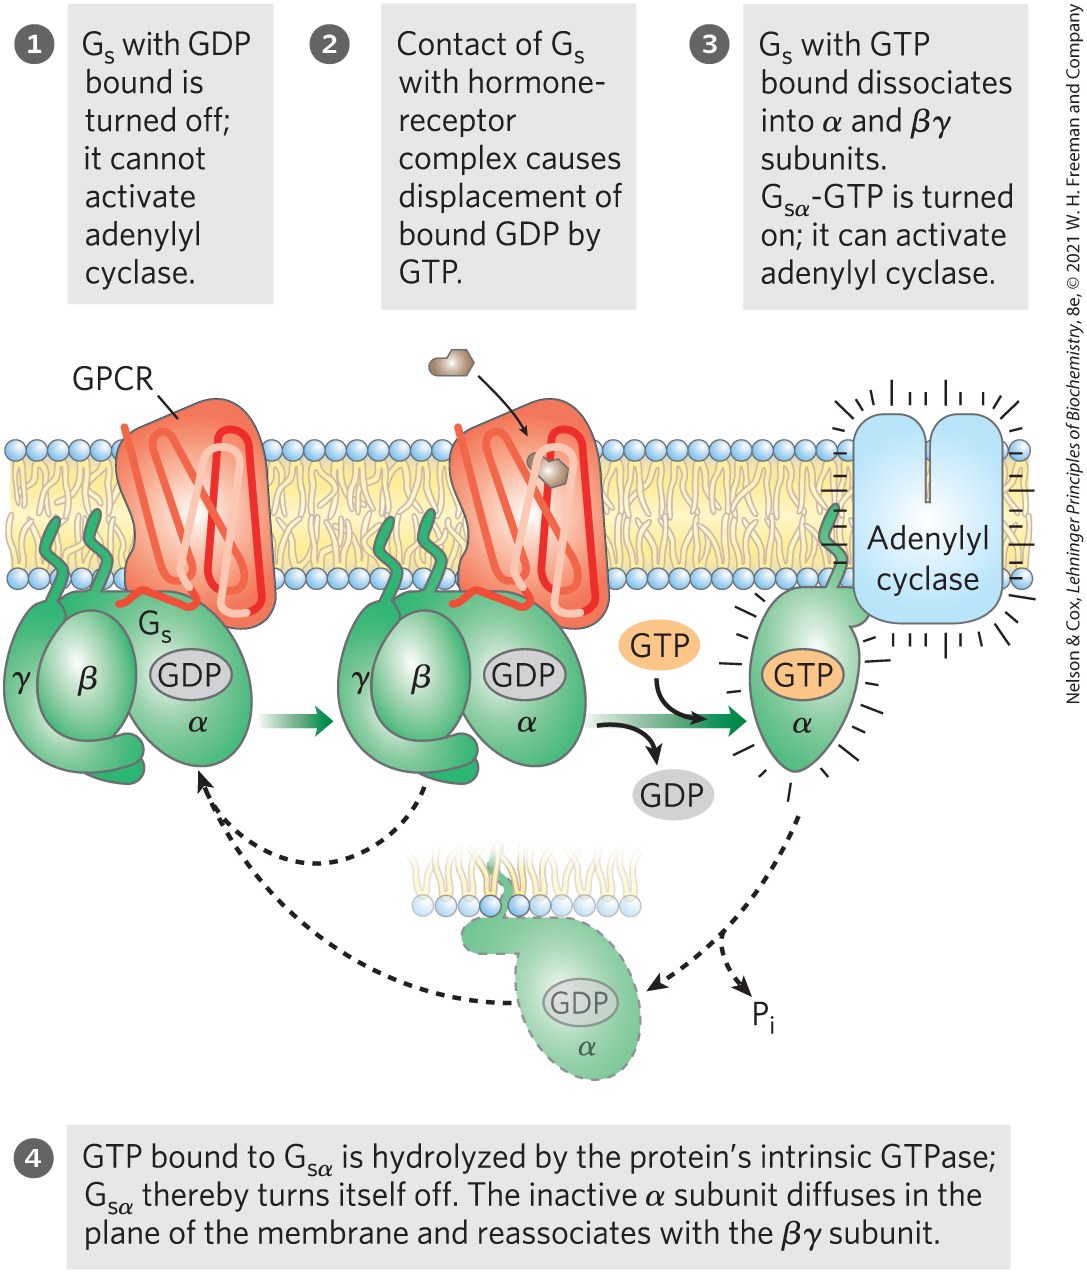 1
Gs with GDP
bound is
turned off;
it cannot
activate
adenylyl
cyclase.
2
Contact of Gs
with hormone-
receptor
complex causes
displacement of
bound GDP by
GTP.
3
Gs with GTP
bound dissociates
into α and βγ
subunits.
Gsα-GTP is turned
on; it can activate
adenylyl cyclase.
Nelson & Cox, Lehninger Principles of Biochemistry, 8e, © 2021 W. H. Freeman and Company
GPCR
Adenylyl
cyclase
Gs
γ
β
GDP
α
γ
β
GDP
α
GTP
GDP
GTP
α
GDP
α
Pi
4
GTP bound to Gsα is hydrolyzed by the protein’s intrinsic GTPase;
Gsα thereby turns itself off. The inactive α subunit diffuses in the
plane of the membrane and reassociates with the βγ subunit.